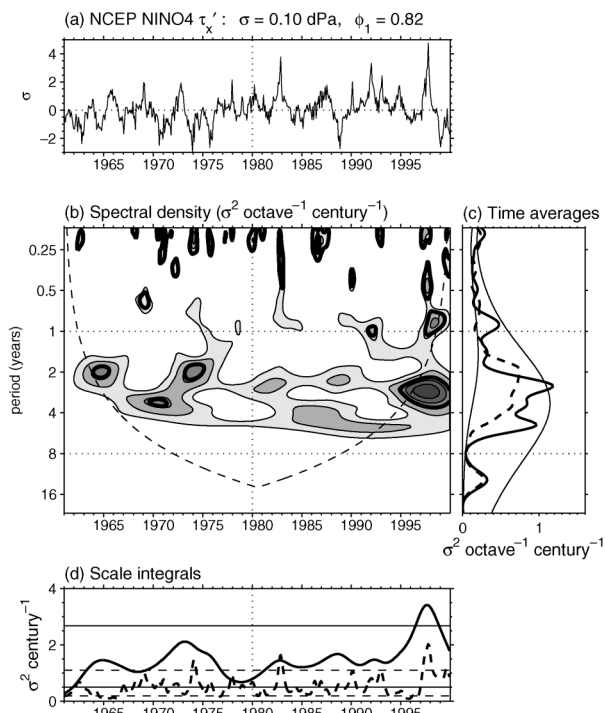 (a) NCEP NINO4 τₓ′ : σ = 0.10 dPa, ϕ₁ = 0.82
σ
4
2
0
−2
1965 1970 1975 1980 1985 1990 1995
(b) Spectral density (σ² octave⁻¹ century⁻¹)
(c) Time averages
period (years)
0.25
0.5
1
2
4
8
16
1965 1970 1975 1980 1985 1990 1995
0 1
σ² octave⁻¹ century⁻¹
(d) Scale integrals
σ² century⁻¹
4
2
0
1965 1970 1975 1980 1985 1990 1995